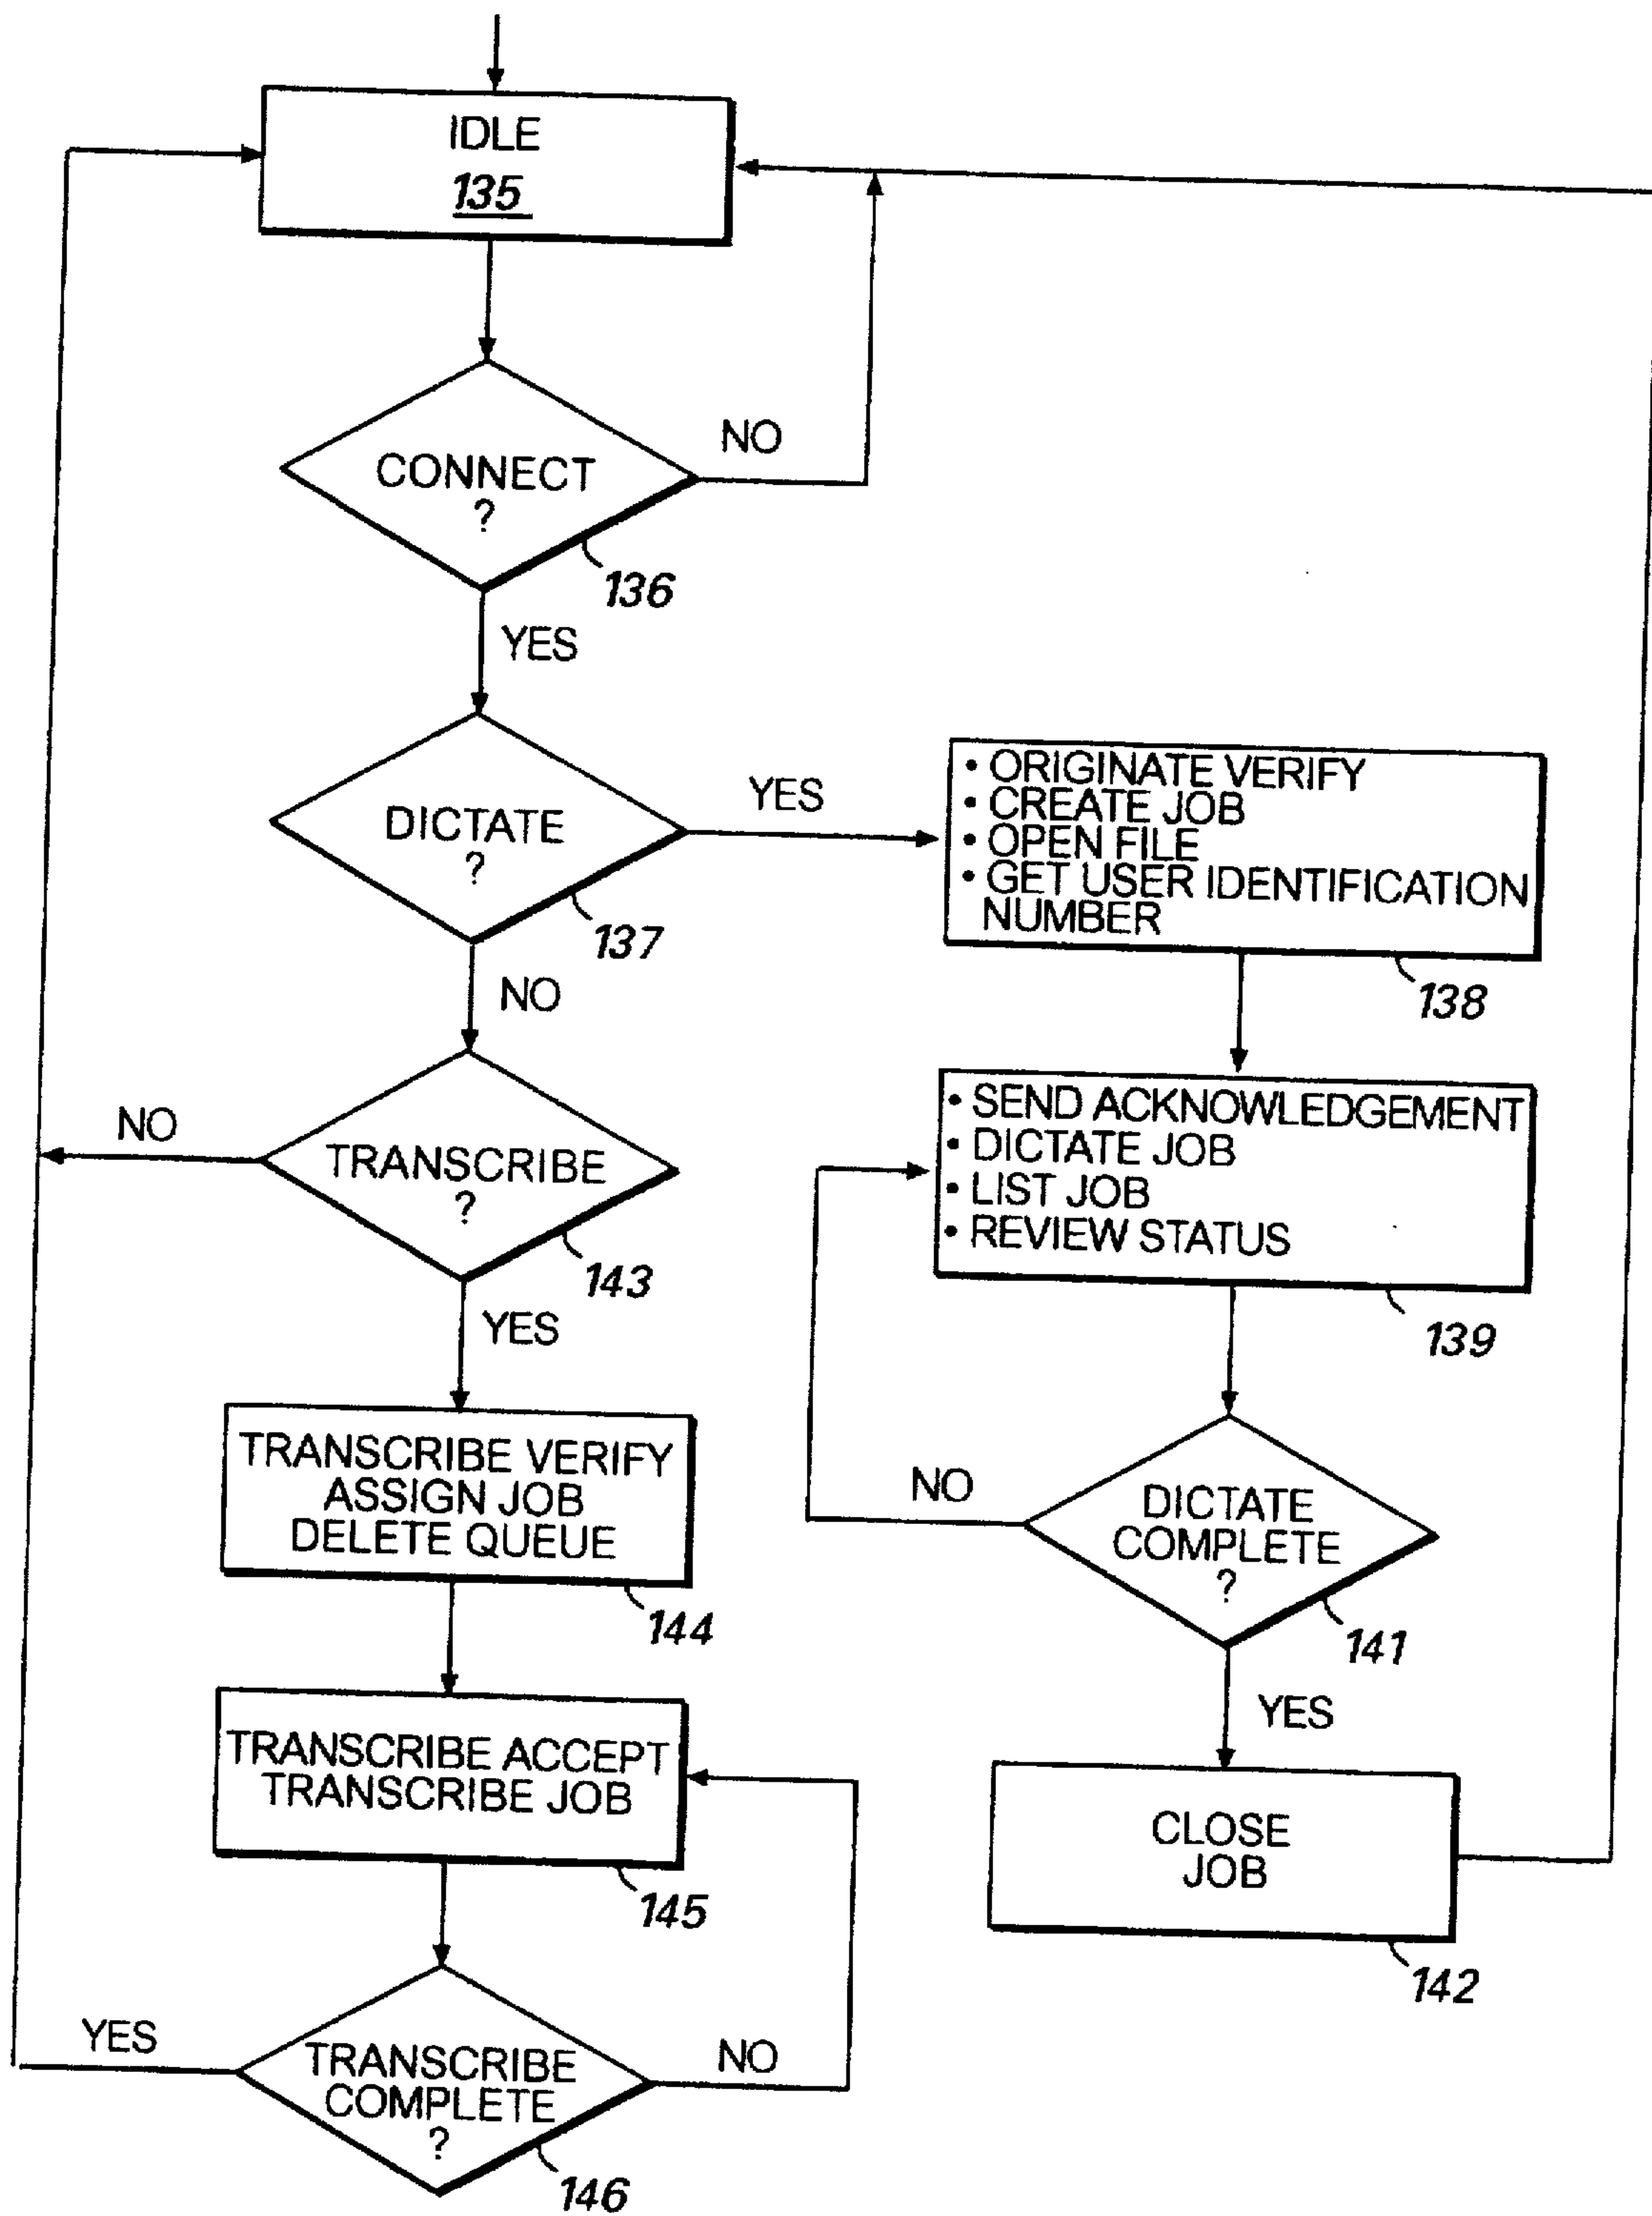 IDLE
135
CONNECT
?
NO
136
YES
DICTATE
?
YES
137
NO
• ORIGINATE VERIFY
• CREATE JOB
• OPEN FILE
• GET USER IDENTIFICATION
NUMBER
138
• SEND ACKNOWLEDGEMENT
• DICTATE JOB
• LIST JOB
• REVIEW STATUS
139
NO
TRANSCRIBE
?
143
YES
TRANSCRIBE VERIFY
ASSIGN JOB
DELETE QUEUE
144
NO
DICTATE
COMPLETE
?
141
YES
TRANSCRIBE ACCEPT
TRANSCRIBE JOB
145
CLOSE
JOB
142
YES
TRANSCRIBE
COMPLETE
?
NO
146